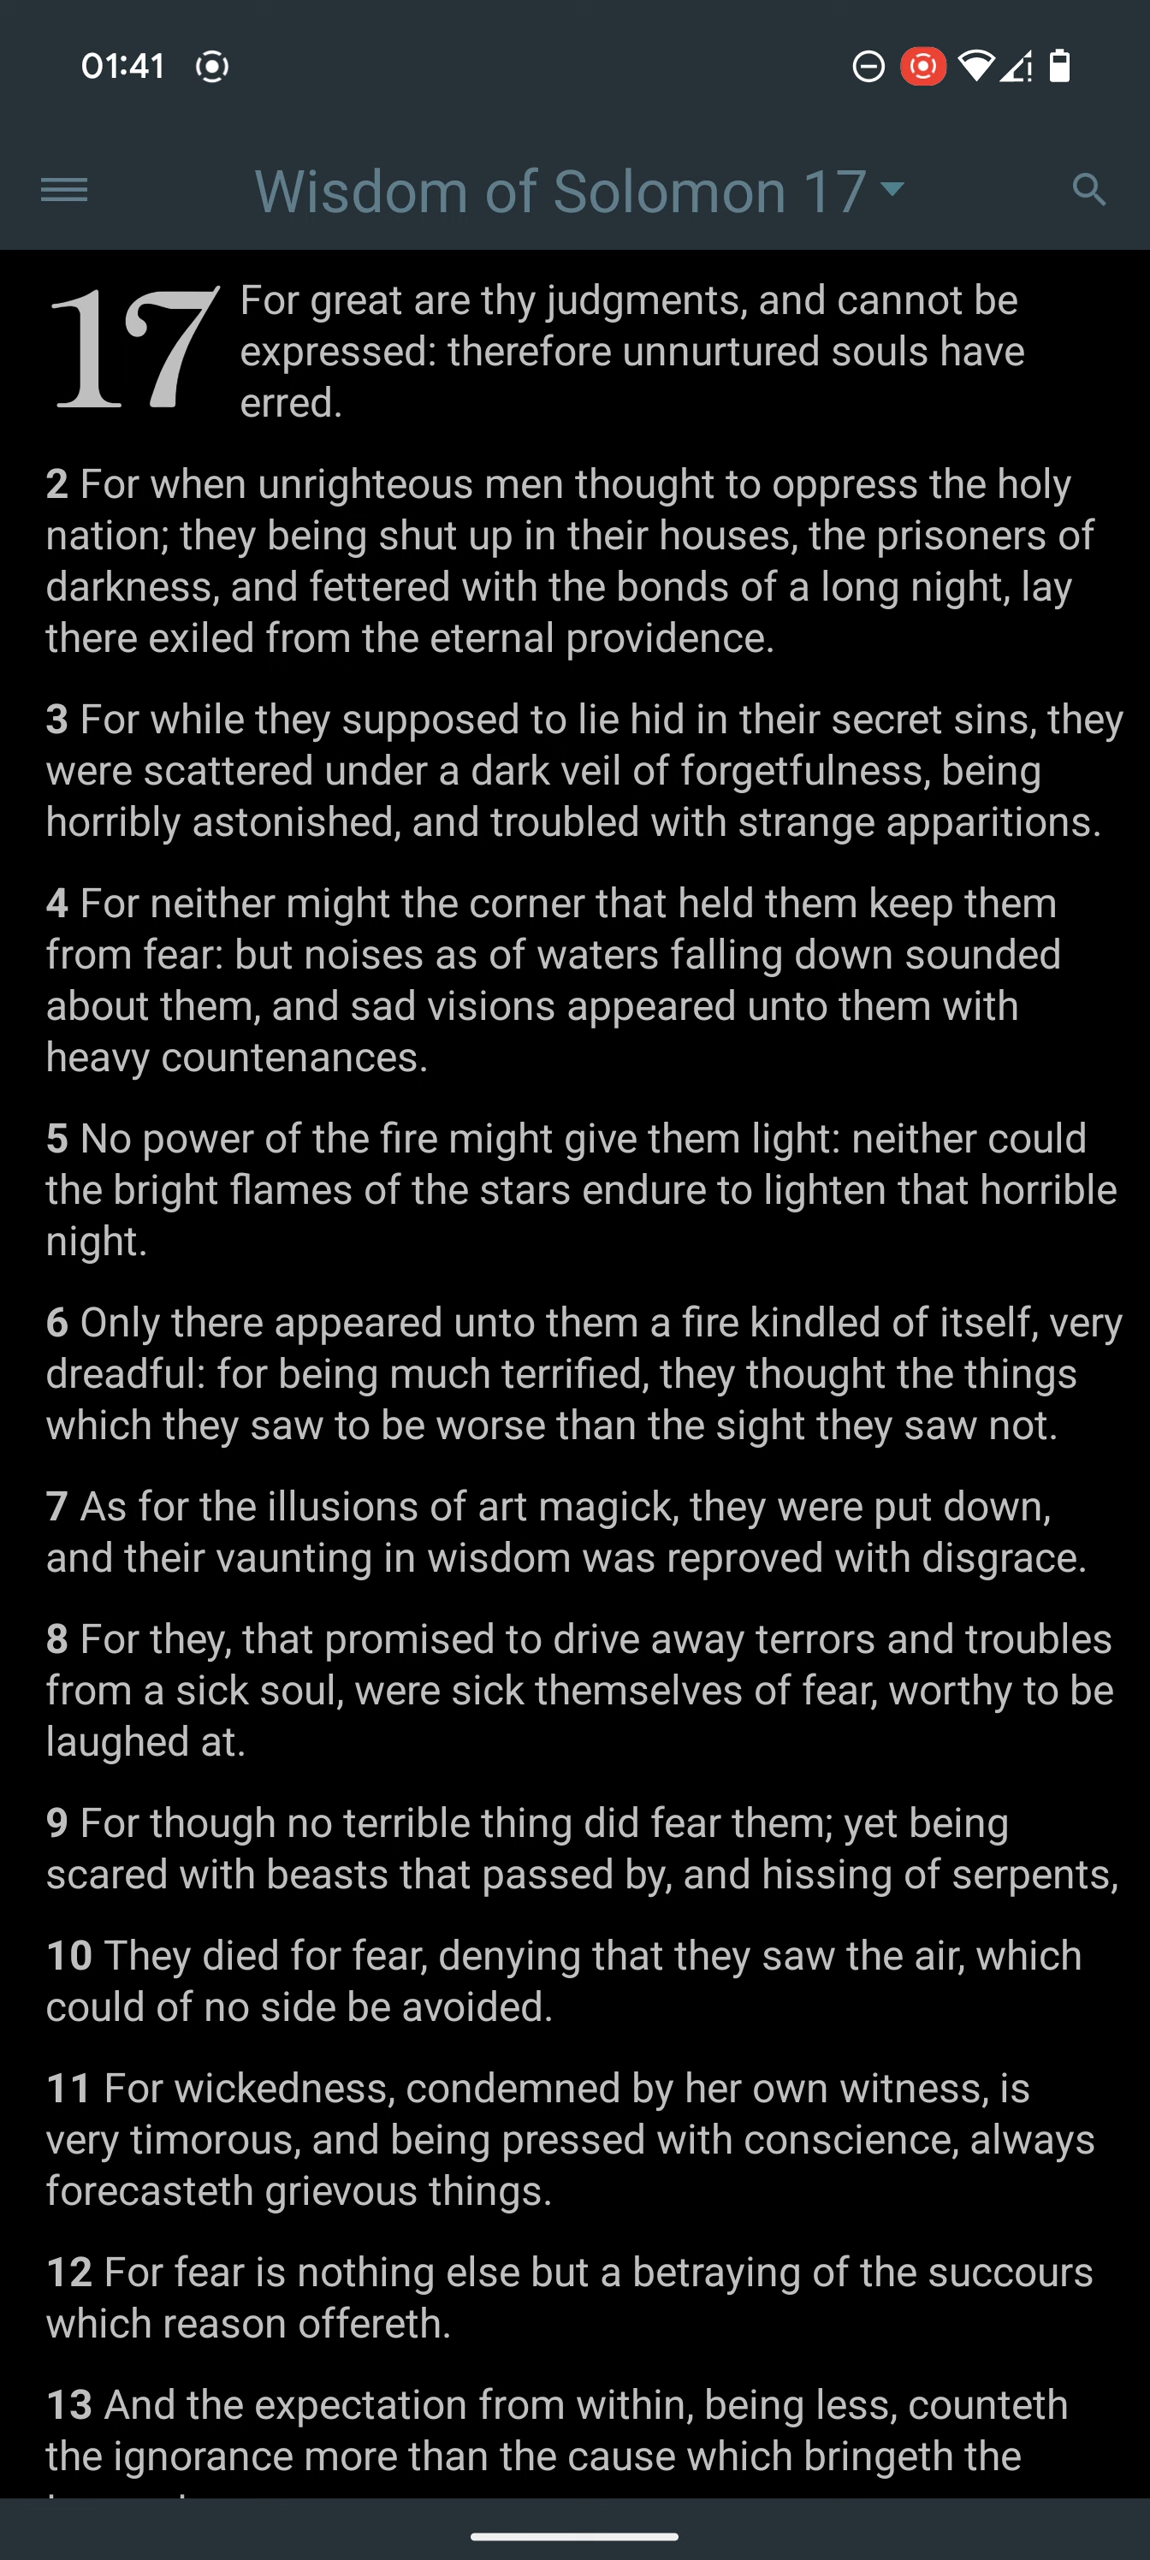 01:41
Wisdom of Solomon 17
17 For great are thy judgments, and cannot be
expressed: therefore unnurtured souls have
erred.
2 For when unrighteous men thought to oppress the holy
nation; they being shut up in their houses, the prisoners of
darkness, and fettered with the bonds of a long night, lay
there exiled from the eternal providence.
3 For while they supposed to lie hid in their secret sins, they
were scattered under a dark veil of forgetfulness, being
horribly astonished, and troubled with strange apparitions.
4 For neither might the corner that held them keep them
from fear: but noises as of waters falling down sounded
about them, and sad visions appeared unto them with
heavy countenances.
5 No power of the fire might give them light: neither could
the bright flames of the stars endure to lighten that horrible
night.
6 Only there appeared unto them a fire kindled of itself, very
dreadful: for being much terrified, they thought the things
which they saw to be worse than the sight they saw not.
7 As for the illusions of art magick, they were put down,
and their vaunting in wisdom was reproved with disgrace.
8 For they, that promised to drive away terrors and troubles
from a sick soul, were sick themselves of fear, worthy to be
laughed at.
9 For though no terrible thing did fear them; yet being
scared with beasts that passed by, and hissing of serpents,
10 They died for fear, denying that they saw the air, which
could of no side be avoided.
11 For wickedness, condemned by her own witness, is
very timorous, and being pressed with conscience, always
forecasteth grievous things.
12 For fear is nothing else but a betraying of the succours
which reason offereth.
13 And the expectation from within, being less, counteth
the ignorance more than the cause which bringeth the